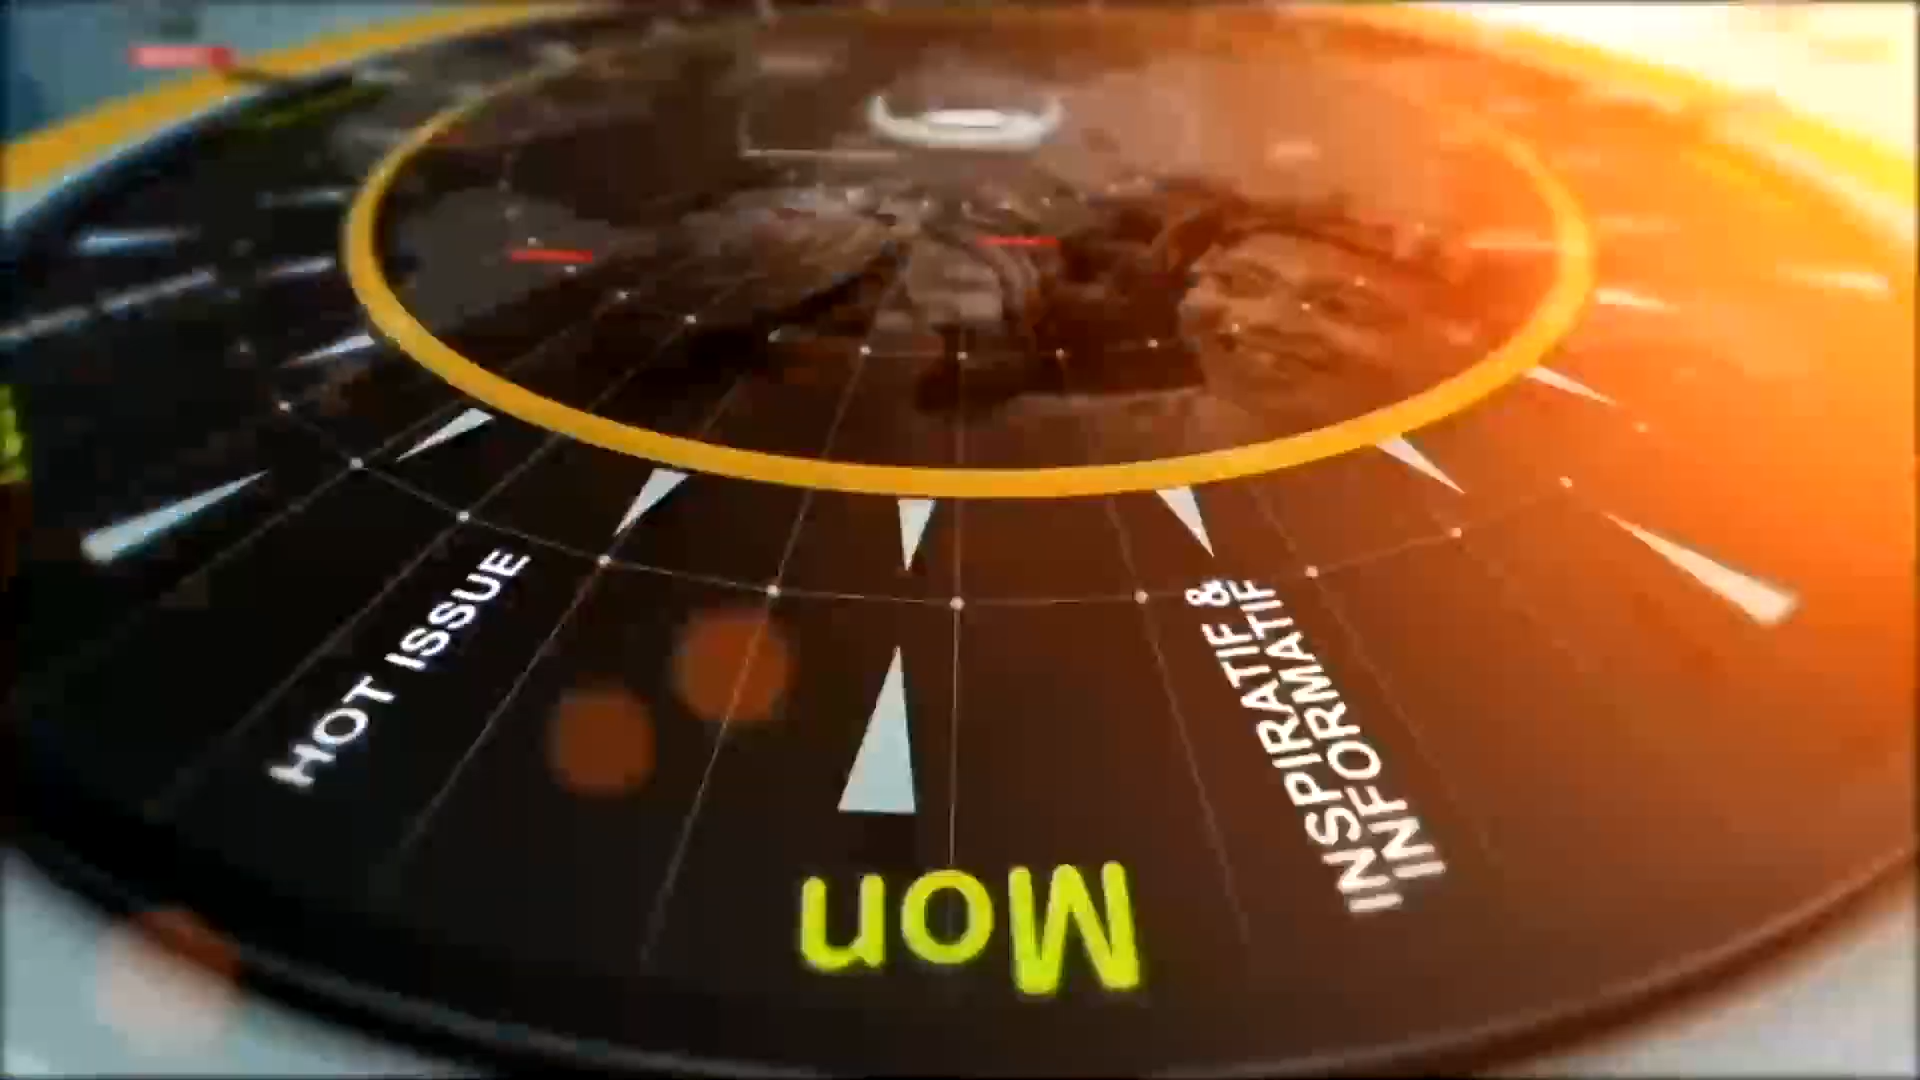 HOT ISSUE
INSPIRATIF &
INFORMATIF
Mon